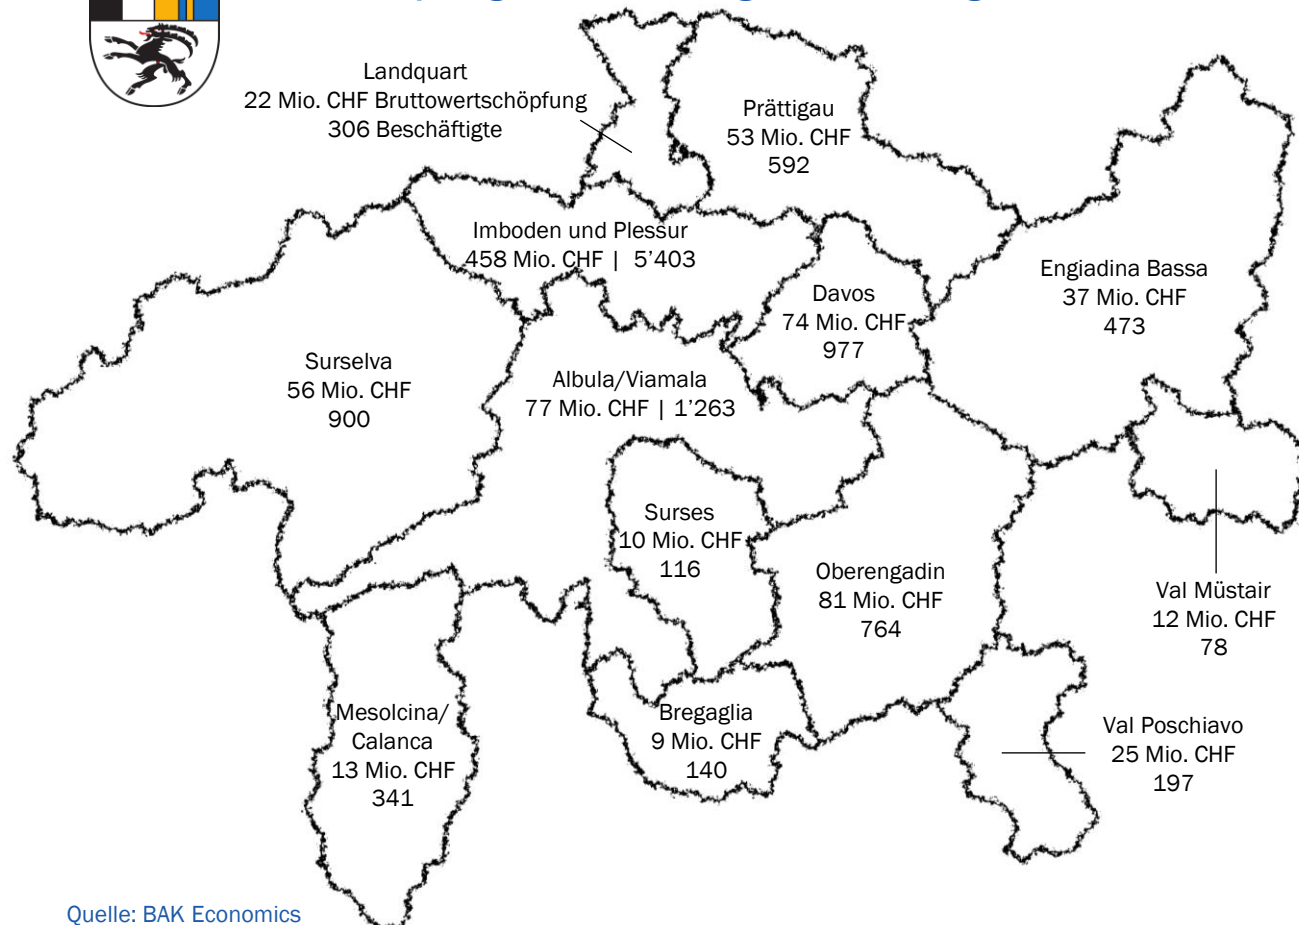 Landquart
22 Mio. CHF Bruttowertschöpfung
306 Beschäftigte
Prättigau
53 Mio. CHF
592
Imboden und Plessur
458 Mio. CHF | 5’403
Engiadina Bassa
37 Mio. CHF
473
Davos
74 Mio. CHF
977
Surselva
56 Mio. CHF
900
Albula/Viamala
77 Mio. CHF | 1’263
Surses
10 Mio. CHF
116
Oberengadin
81 Mio. CHF
764
Val Müstair
12 Mio. CHF
78
Mesolcina/
Calanca
13 Mio. CHF
341
Bregaglia
9 Mio. CHF
140
Val Poschiavo
25 Mio. CHF
197
Quelle: BAK Economics